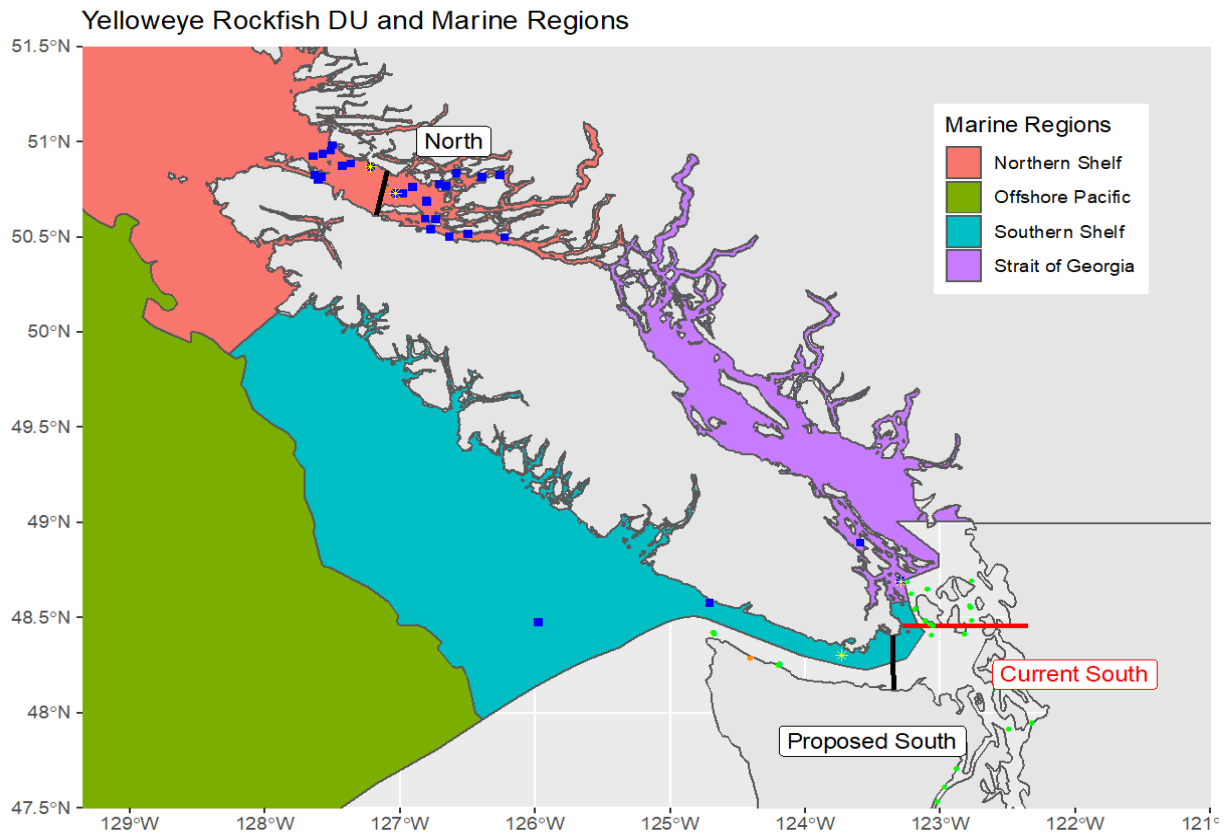 Yelloweye Rockfish DU and Marine Regions
51.5°N
51°N
50.5°N
50°N
49.5°N
49°N
48.5°N
48°N
47.5°N
North
Marine Regions
Northern Shelf
Offshore Pacific
Southern Shelf
Strait of Georgia
Current South
Proposed South
129°W
128°W
127°W
126°W
125°W
124°W
123°W
122°W
121°